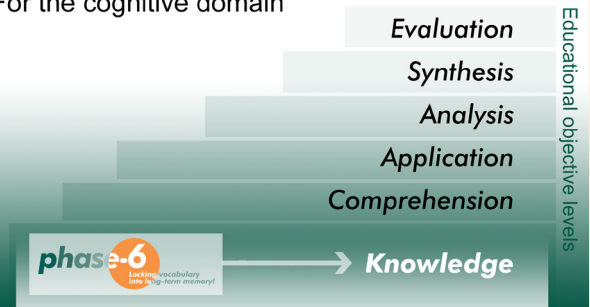 For the cognitive domain
Evaluation
Synthesis
Analysis
Application
Comprehension
Knowledge
phase-6
Locking vocabulary
into long-term memory!
Educational objective levels